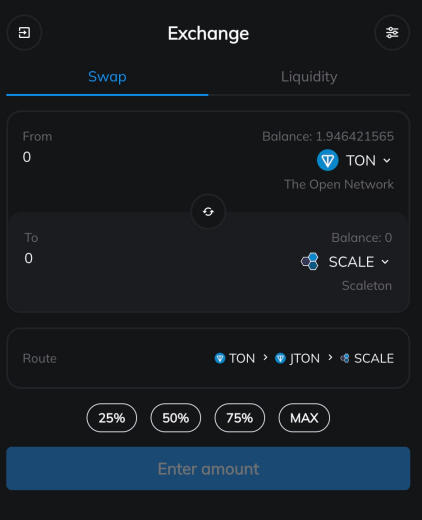 Exchange
Swap Liquidity
From Balance: 1.946421565
0 TON
The Open Network
To Balance: 0
0 SCALE
Scaleton
Route TON > JTON > SCALE
25% 50% 75% MAX
Enter amount